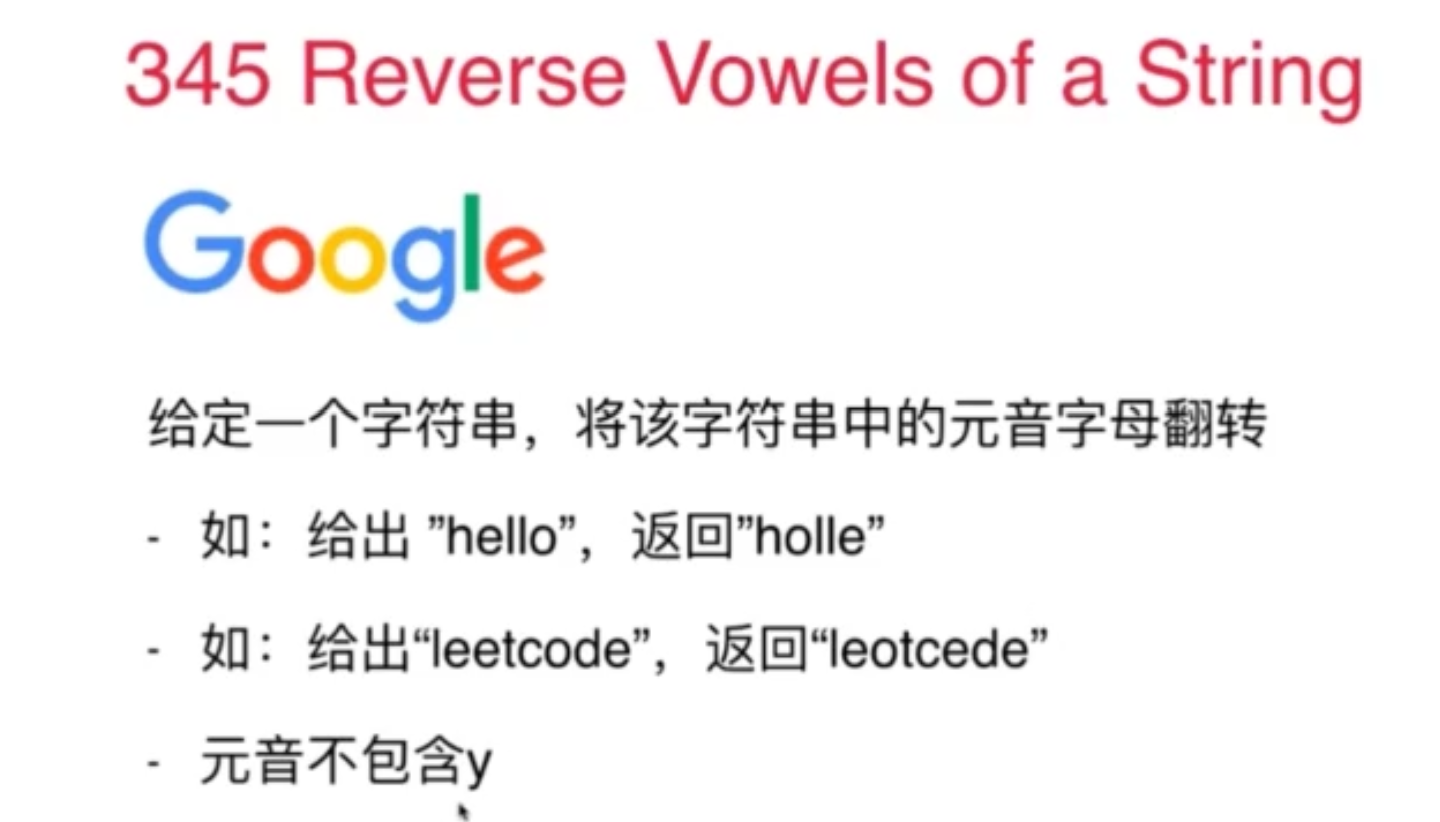 345 Reverse Vowels of a String
Google
给定一个字符串，将该字符串中的元音字母翻转
- 如：给出 ”hello”，返回”holle”
- 如：给出“leetcode”，返回“leotcede”
- 元音不包含y